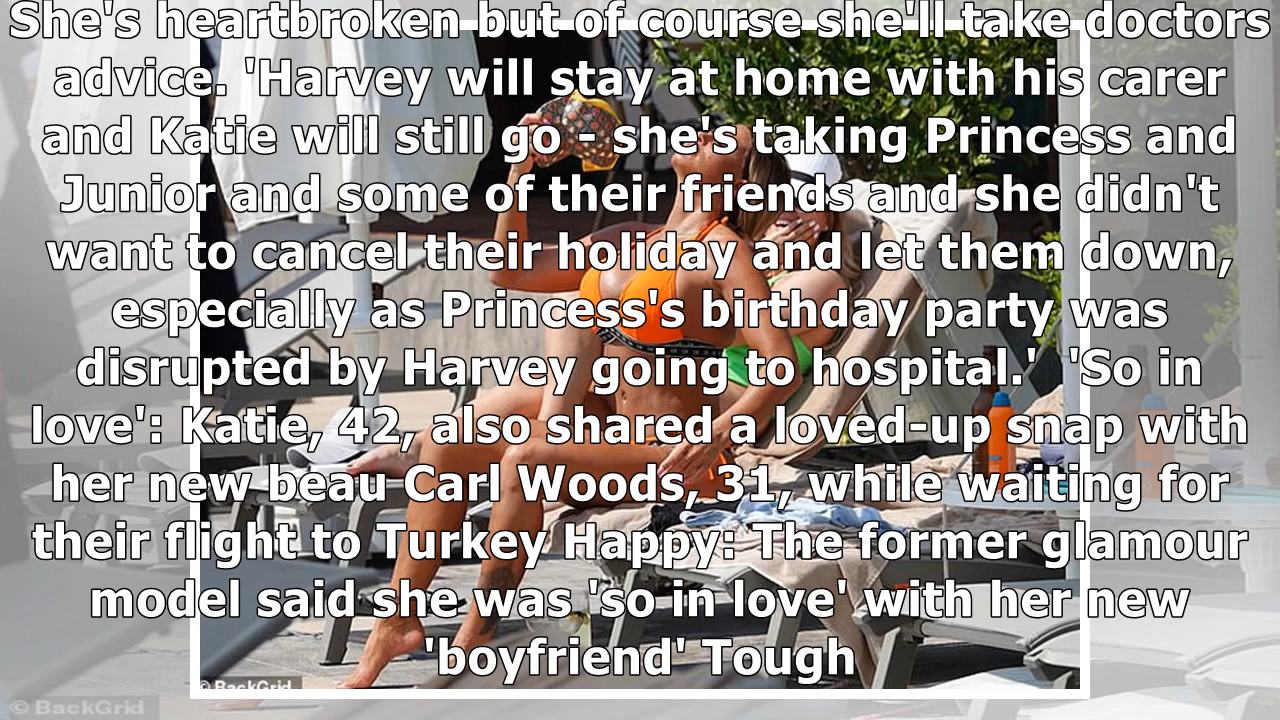 She's heartbroken but of course she'll take doctors
advice. 'Harvey will stay at home with his carer
and Katie will still go - she's taking Princess and
Junior and some of their friends and she didn't
want to cancel their holiday and let them down,
especially as Princess's birthday party was
disrupted by Harvey going to hospital.'  'So in
love': Katie, 42, also shared a loved-up snap with
her new beau Carl Woods, 31, while waiting for
their flight to Turkey Happy: The former glamour
model said she was 'so in love' with her new
'boyfriend' Tough
© BackGrid
© BackGrid